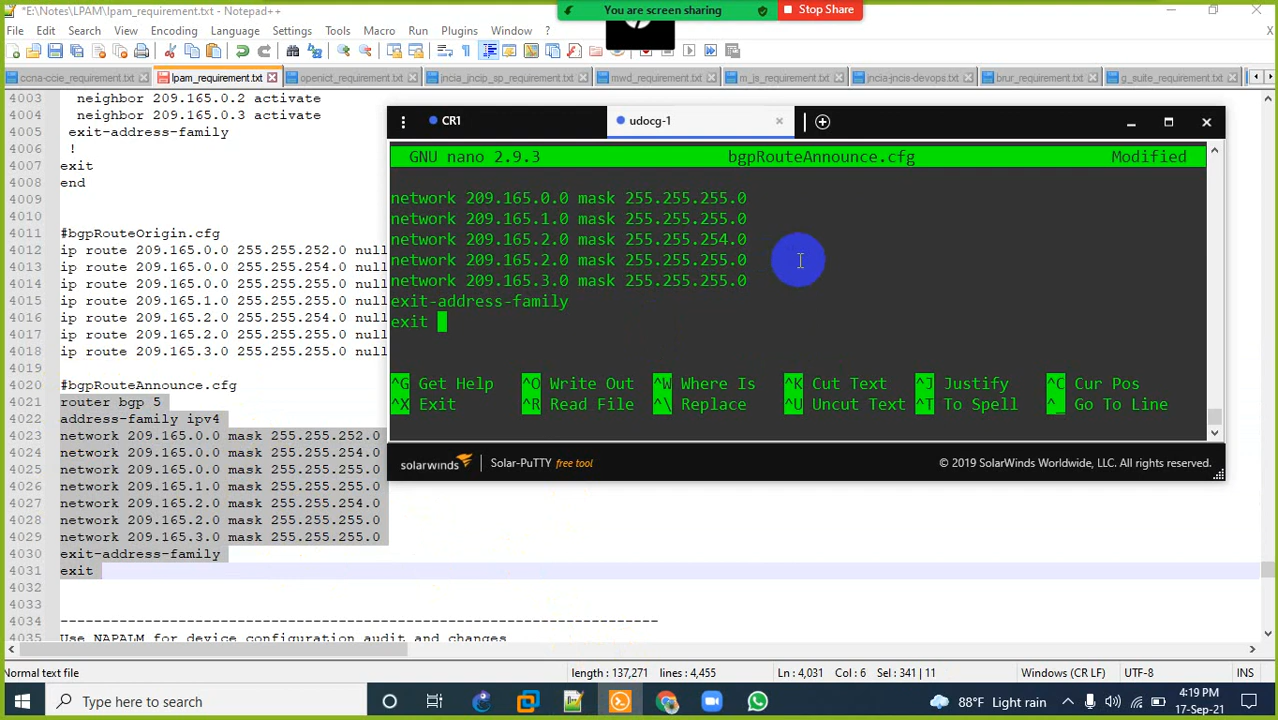 *E:\Notes\LPAM\lpam_requirement.txt - Notepad++
You are screen sharing
Stop Share
File Edit Search View Encoding Language Settings Tools Macro Run Plugins Window ?
ccna-ccie_requirement.txt
lpam_requirement.txt
openict_requirement.txt
jncia_jncip_sp_requirement.txt
mwd_requirement.txt
m_js_requirement.txt
jncia-jncis-devops.txt
brur_requirement.txt
g_suite_requirement.txt
4003 neighbor 209.165.0.2 activate
4004 neighbor 209.165.0.3 activate
4005 exit-address-family
4006 !
4007 exit
4008 end
4009
4010
4011 #bgpRouteOrigin.cfg
4012 ip route 209.165.0.0 255.255.252.0 null
4013 ip route 209.165.0.0 255.255.254.0 null
4014 ip route 209.165.0.0 255.255.255.0 null
4015 ip route 209.165.1.0 255.255.255.0 null
4016 ip route 209.165.2.0 255.255.254.0 null
4017 ip route 209.165.2.0 255.255.255.0 null
4018 ip route 209.165.3.0 255.255.255.0 null
4019
4020 #bgpRouteAnnounce.cfg
4021 router bgp 5
4022 address-family ipv4
4023 network 209.165.0.0 mask 255.255.252.0
4024 network 209.165.0.0 mask 255.255.254.0
4025 network 209.165.0.0 mask 255.255.255.0
4026 network 209.165.1.0 mask 255.255.255.0
4027 network 209.165.2.0 mask 255.255.254.0
4028 network 209.165.2.0 mask 255.255.255.0
4029 network 209.165.3.0 mask 255.255.255.0
4030 exit-address-family
4031 exit
4032
4033
4034 ----------------------------------------------------------------
4035 Use NAPALM for device configuration audit and changes
CR1
udocg-1
GNU nano 2.9.3 bgpRouteAnnounce.cfg Modified
network 209.165.0.0 mask 255.255.255.0
network 209.165.1.0 mask 255.255.255.0
network 209.165.2.0 mask 255.255.254.0
network 209.165.2.0 mask 255.255.255.0
network 209.165.3.0 mask 255.255.255.0
exit-address-family
exit
^G Get Help ^O Write Out ^W Where Is ^K Cut Text ^J Justify ^C Cur Pos
^X Exit ^R Read File ^\ Replace ^U Uncut Text ^T To Spell ^_ Go To Line
solarwinds Solar-PuTTY free tool © 2019 SolarWinds Worldwide, LLC. All rights reserved.
Normal text file length : 137,271 lines : 4,455 Ln : 4,031 Col : 6 Sel : 341 | 11 Windows (CR LF) UTF-8 INS
Type here to search
88°F Light rain
4:19 PM
17-Sep-21